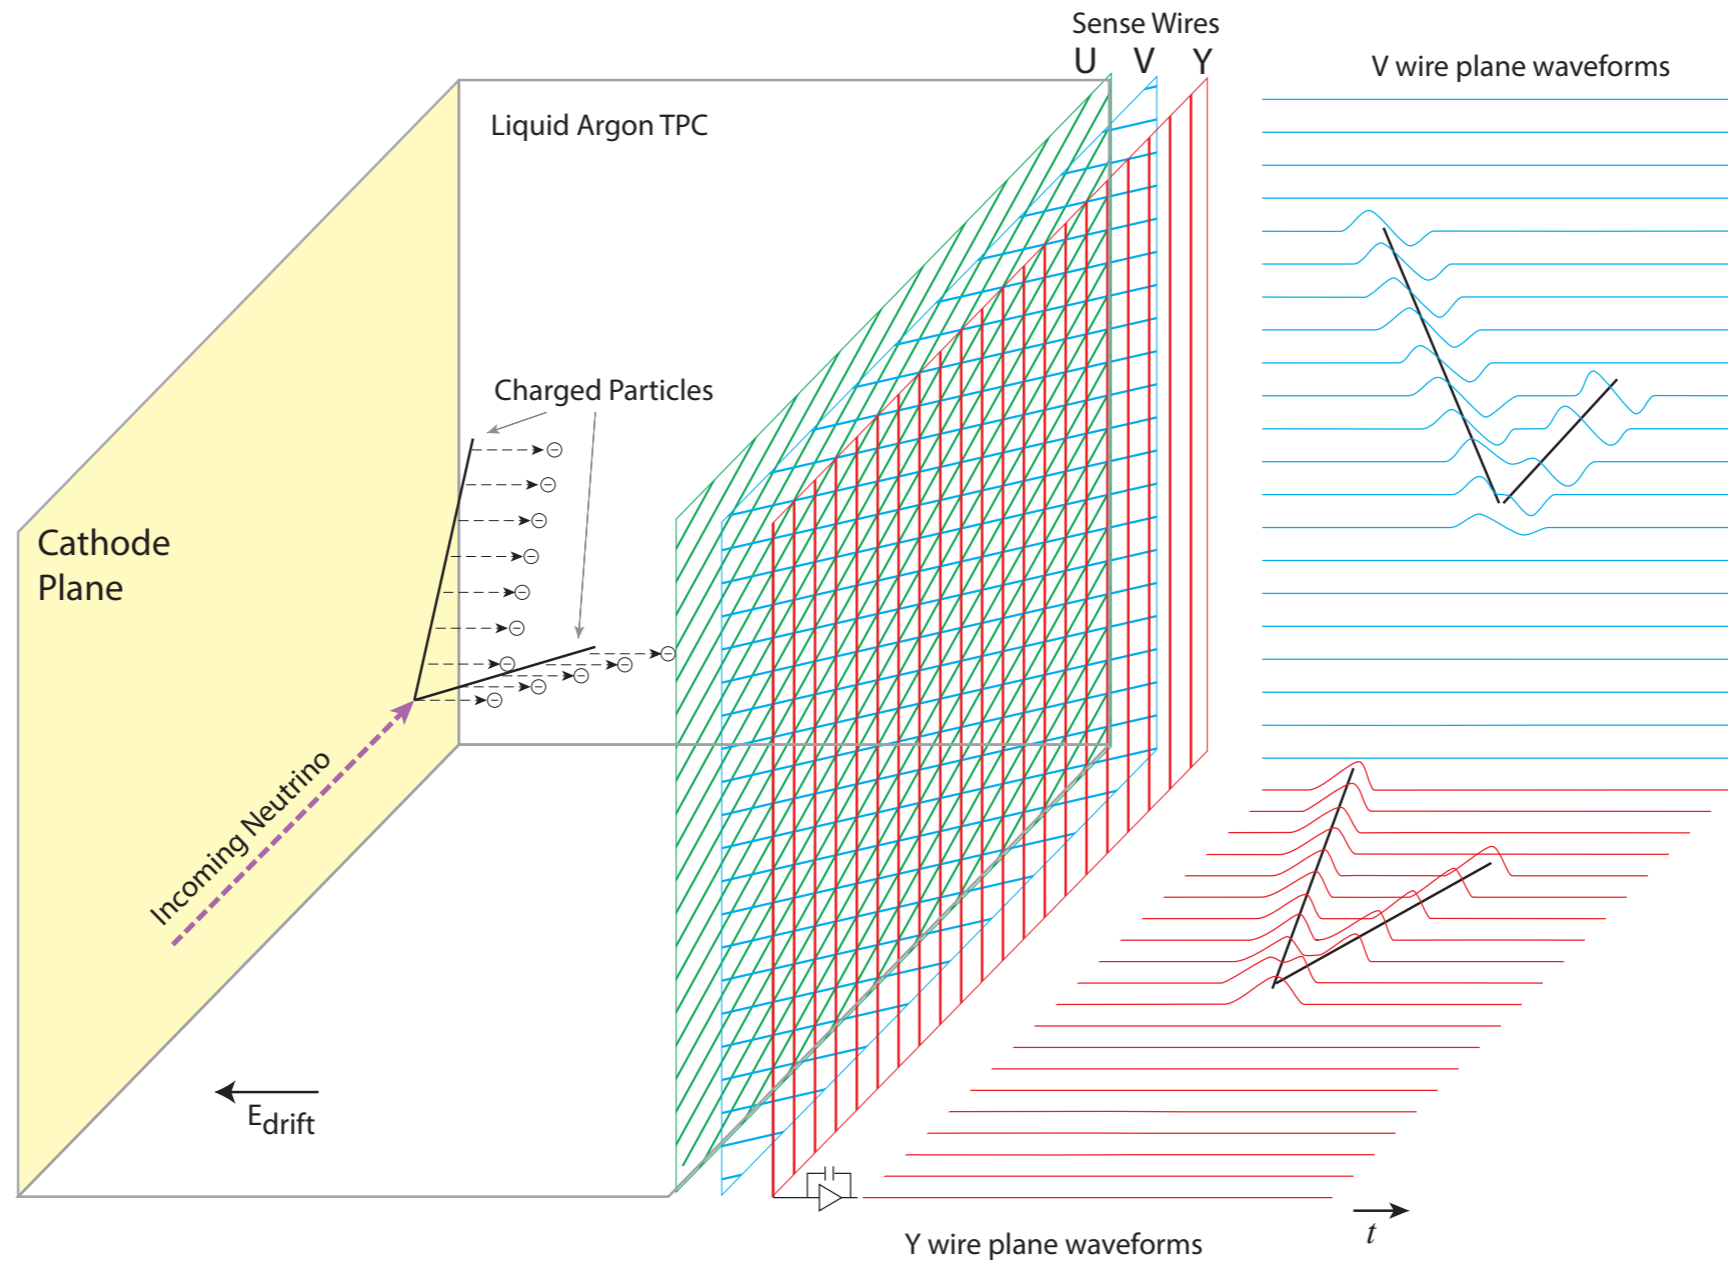 Sense Wires
U V Y
V wire plane waveforms
Liquid Argon TPC
Charged Particles
Cathode
Plane
Incoming Neutrino
Edrift
t
Y wire plane waveforms